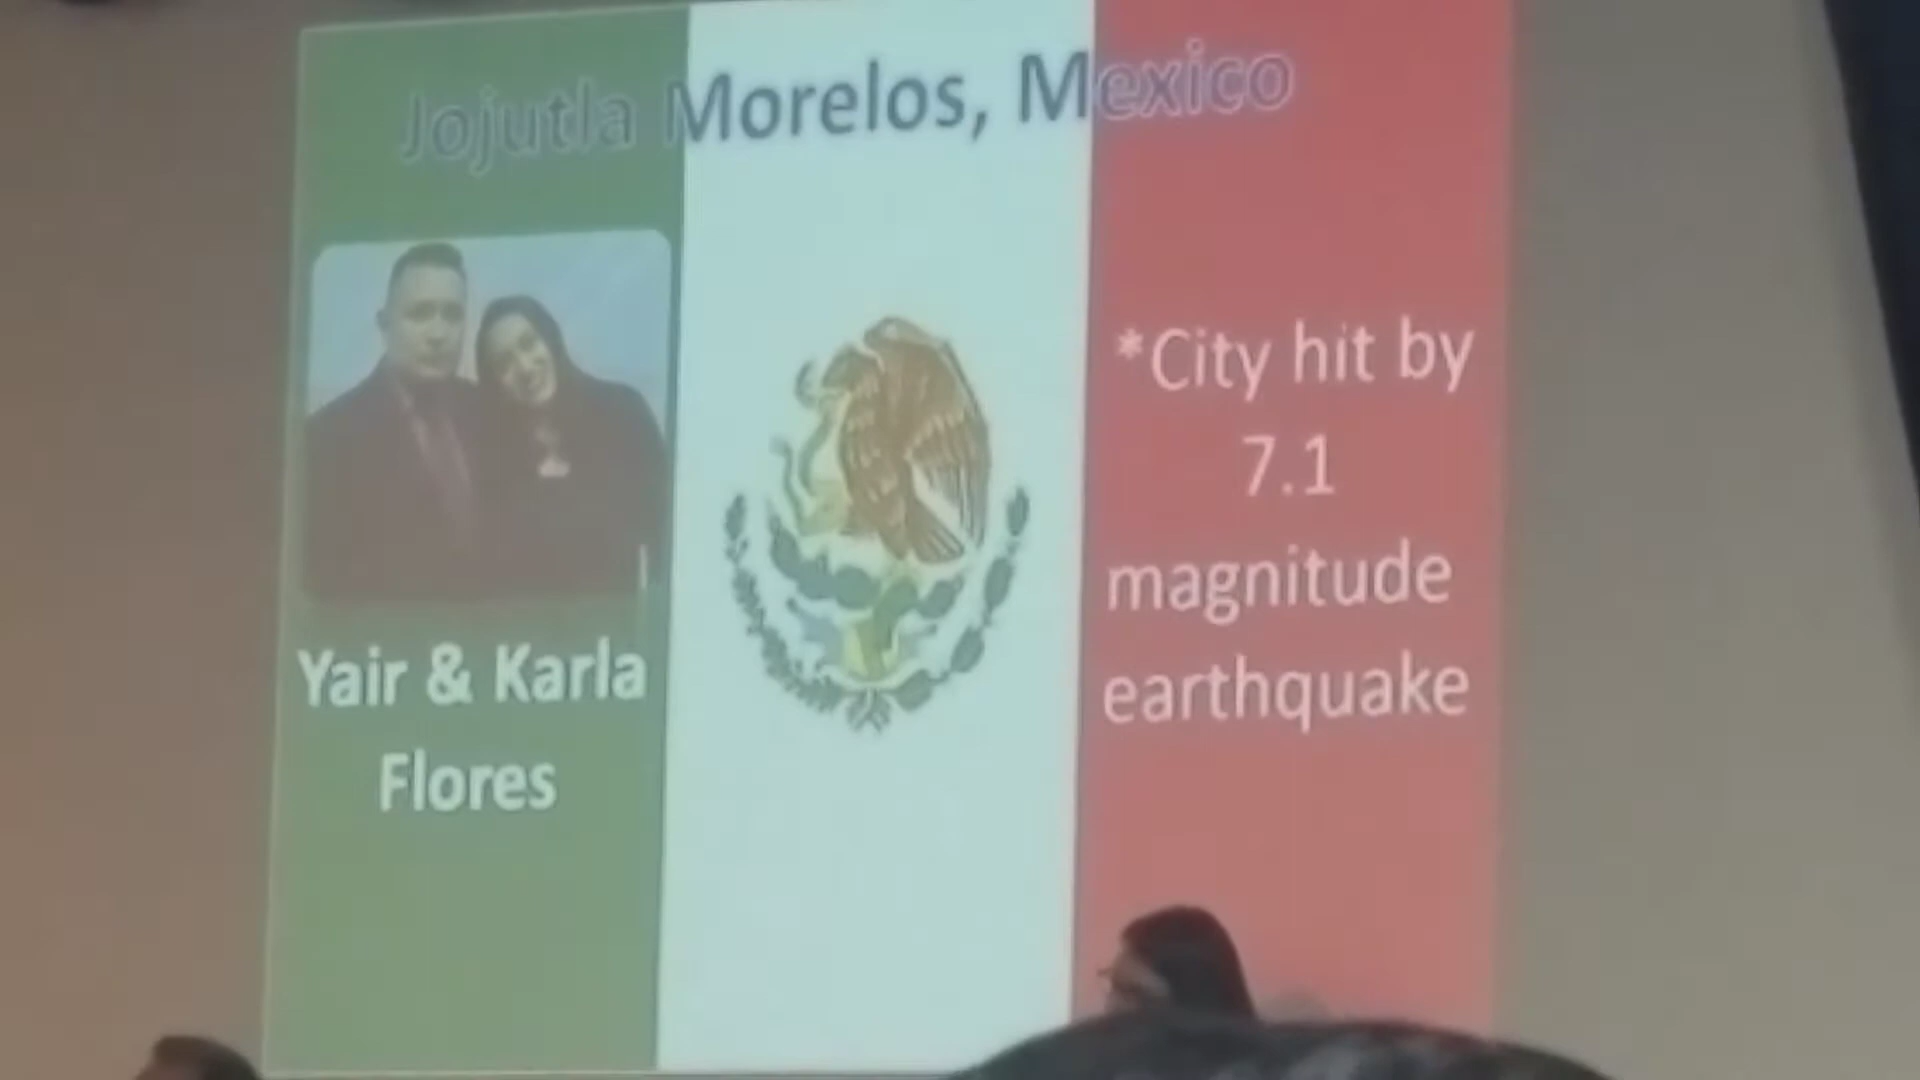 Jojutla Morelos, Mexico
Yair & Karla
Flores
*City hit by
7.1
magnitude
earthquake